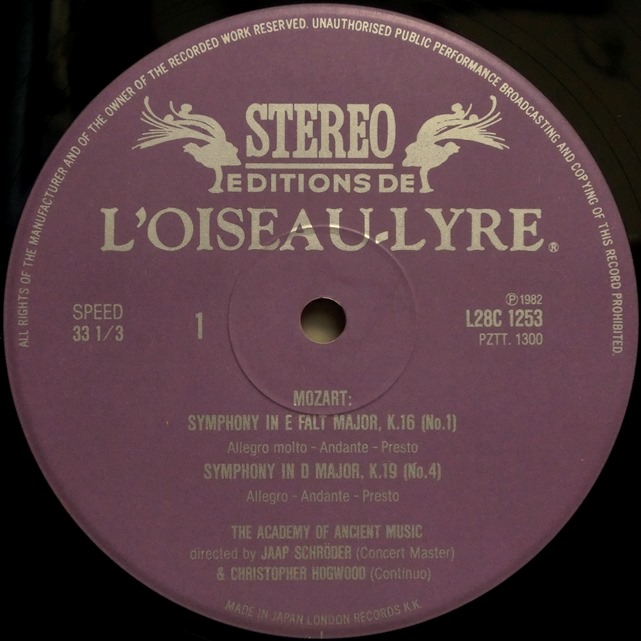 ALL RIGHTS OF THE MANUFACTURER AND OF THE OWNER OF THE RECORDED WORK RESERVED. UNAUTHORISED PUBLIC PERFORMANCE BROADCASTING AND COPYING OF THIS RECORD PROHIBITED.
STEREO
EDITIONS DE
L'OISEAU-LYRE®
SPEED
33 1/3
1
℗1982
L28C 1253
PZTT. 1300
MOZART:
SYMPHONY IN E FALT MAJOR, K.16 (No.1)
Allegro molto - Andante - Presto
SYMPHONY IN D MAJOR, K.19 (No.4)
Allegro - Andante - Presto
THE ACADEMY OF ANCIENT MUSIC
directed by JAAP SCHRÖDER (Concert Master)
& CHRISTOPHER HOGWOOD (Continuo)
MADE IN JAPAN LONDON RECORDS K.K.